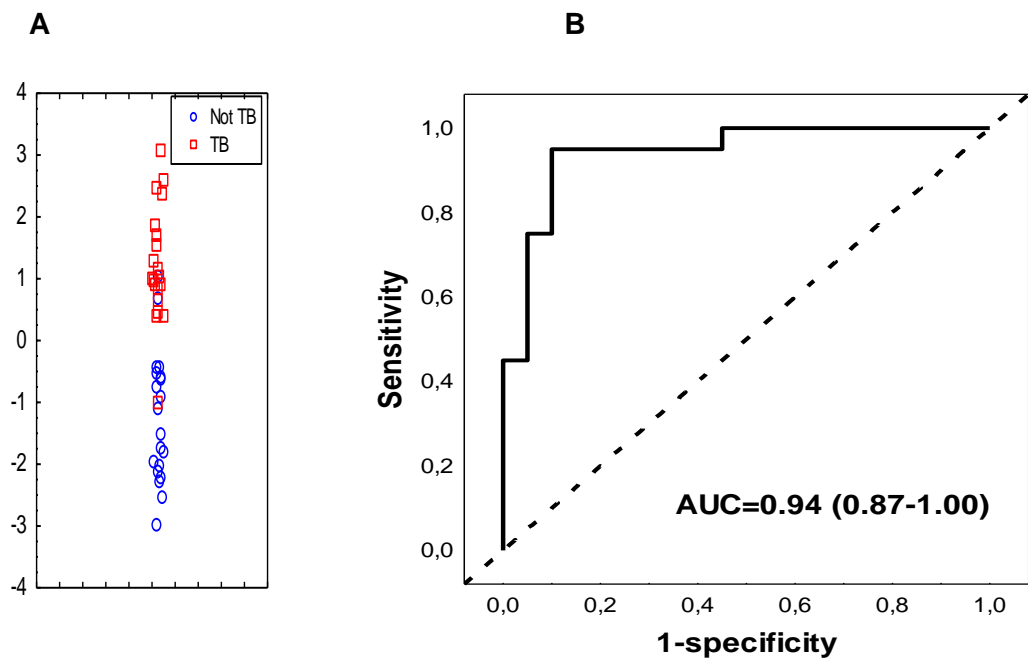 A
B
4
3
2
1
0
-1
-2
-3
-4
Not TB
TB
Sensitivity
1,0
0,8
0,6
0,4
0,2
0,0
AUC=0.94 (0.87-1.00)
0,0 0,2 0,4 0,6 0,8 1,0
1-specificity